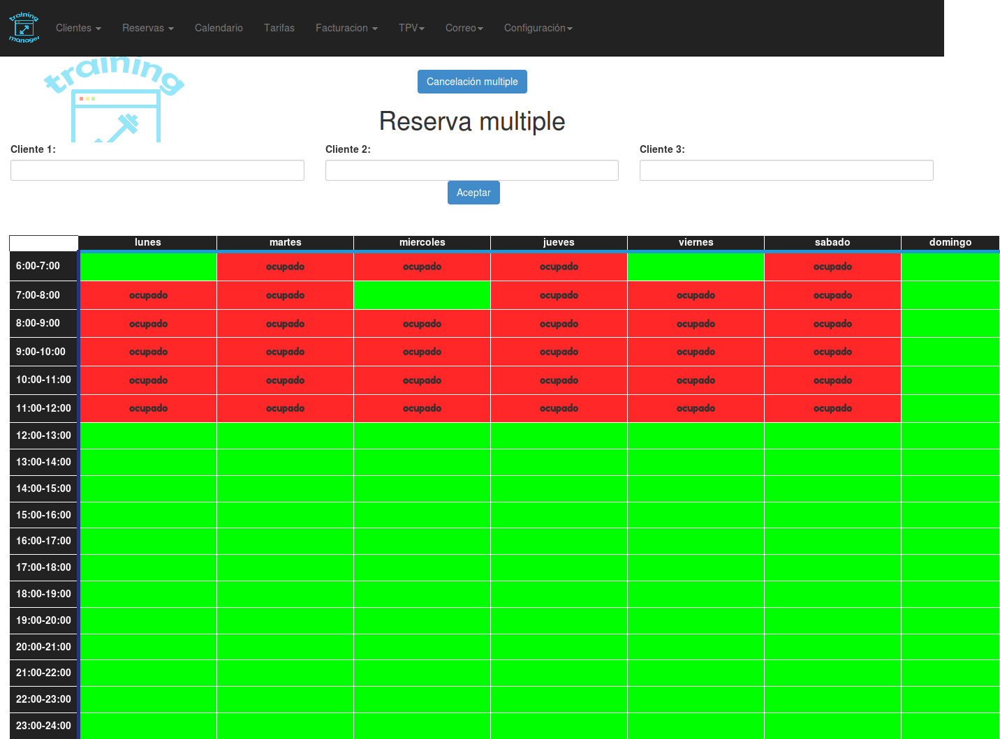 training
manager
Clientes Reservas Calendario Tarifas Facturacion TPV Correo Configuración
training
Cancelación multiple
Reserva multiple
Cliente 1: Cliente 2: Cliente 3:
Aceptar
lunes martes miercoles jueves viernes sabado domingo
6:00-7:00 ocupado ocupado ocupado ocupado
7:00-8:00 ocupado ocupado ocupado ocupado ocupado
8:00-9:00 ocupado ocupado ocupado ocupado ocupado ocupado
9:00-10:00 ocupado ocupado ocupado ocupado ocupado ocupado
10:00-11:00 ocupado ocupado ocupado ocupado ocupado ocupado
11:00-12:00 ocupado ocupado ocupado ocupado ocupado ocupado
12:00-13:00
13:00-14:00
14:00-15:00
15:00-16:00
16:00-17:00
17:00-18:00
18:00-19:00
19:00-20:00
20:00-21:00
21:00-22:00
22:00-23:00
23:00-24:00